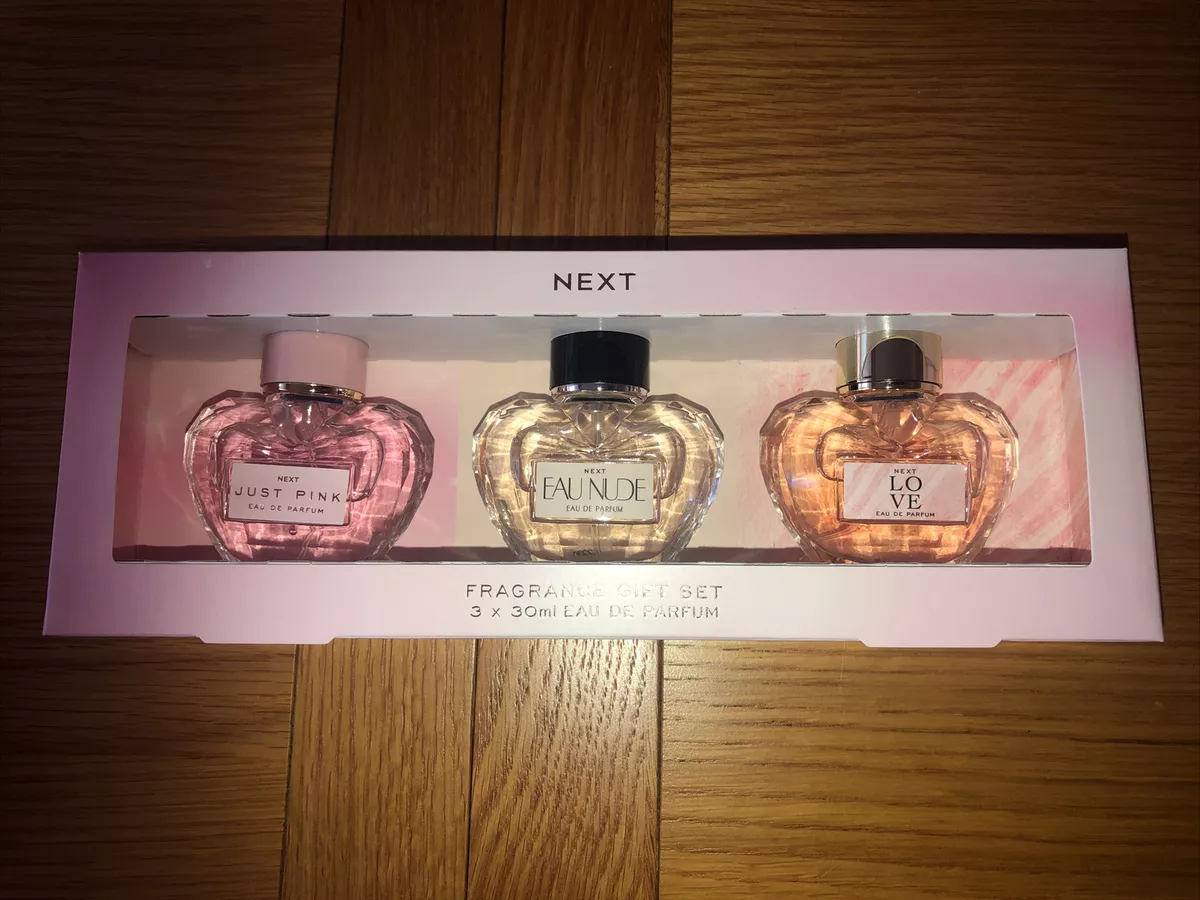 NEXT
NEXT
JUST PINK
EAU DE PARFUM
NEXT
EAU NUDE
EAU DE PARFUM
NEXT
LO
VE
EAU DE PARFUM
FRAGRANCE GIFT SET
3 x 30ml EAU DE PARFUM